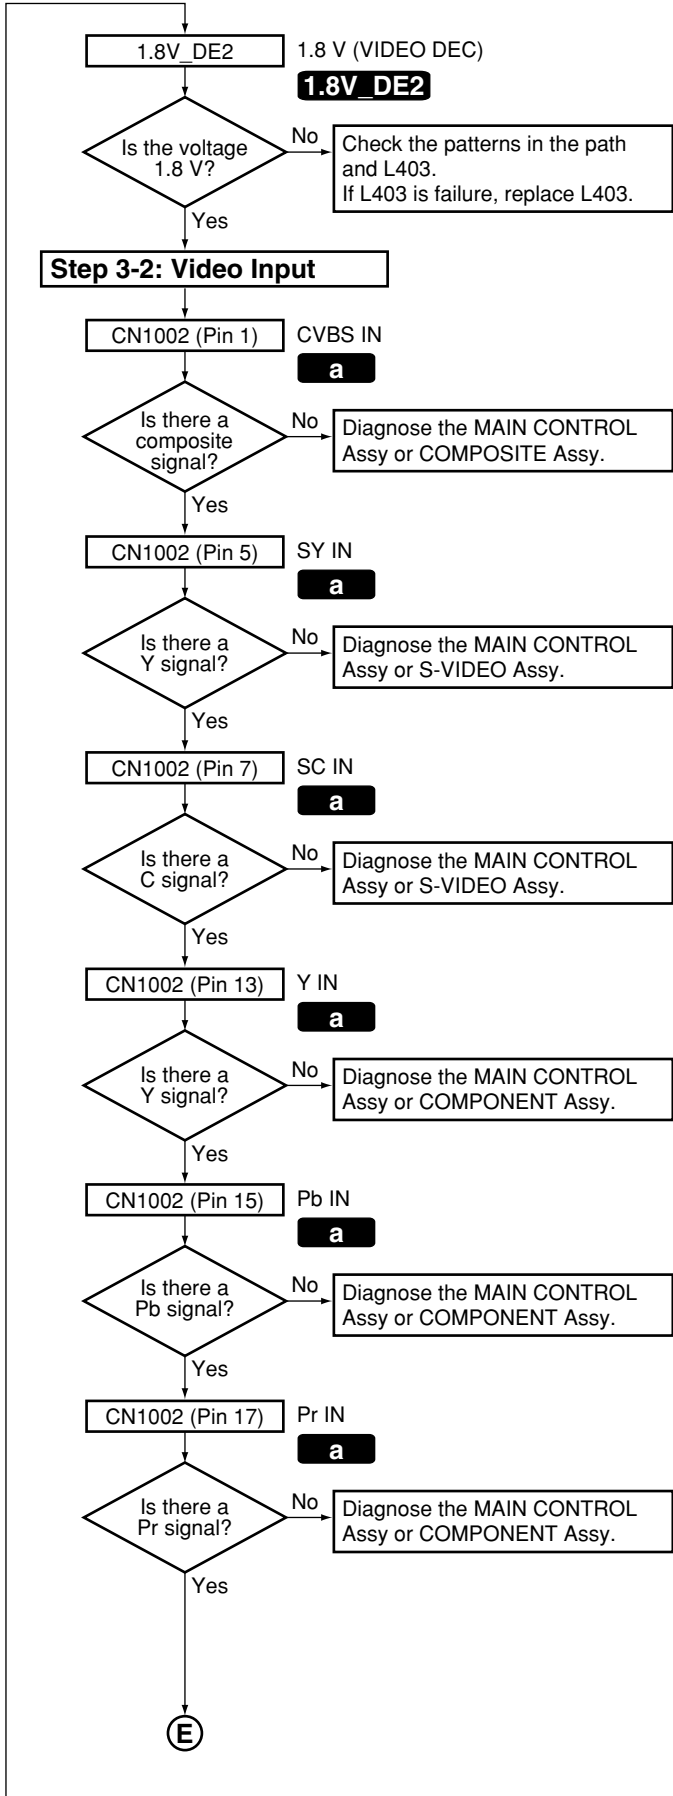 1.8V_DE2
1.8 V (VIDEO DEC)
1.8V_DE2
Is the voltage
1.8 V?
No
Check the patterns in the path
and L403.
If L403 is failure, replace L403.
Yes
Step 3-2: Video Input
CN1002 (Pin 1)
CVBS IN
a
Is there a
composite
signal?
No
Diagnose the MAIN CONTROL
Assy or COMPOSITE Assy.
Yes
CN1002 (Pin 5)
SY IN
a
Is there a
Y signal?
No
Diagnose the MAIN CONTROL
Assy or S-VIDEO Assy.
Yes
CN1002 (Pin 7)
SC IN
a
Is there a
C signal?
No
Diagnose the MAIN CONTROL
Assy or S-VIDEO Assy.
Yes
CN1002 (Pin 13)
Y IN
a
Is there a
Y signal?
No
Diagnose the MAIN CONTROL
Assy or COMPONENT Assy.
Yes
CN1002 (Pin 15)
Pb IN
a
Is there a
Pb signal?
No
Diagnose the MAIN CONTROL
Assy or COMPONENT Assy.
Yes
CN1002 (Pin 17)
Pr IN
a
Is there a
Pr signal?
No
Diagnose the MAIN CONTROL
Assy or COMPONENT Assy.
Yes
E